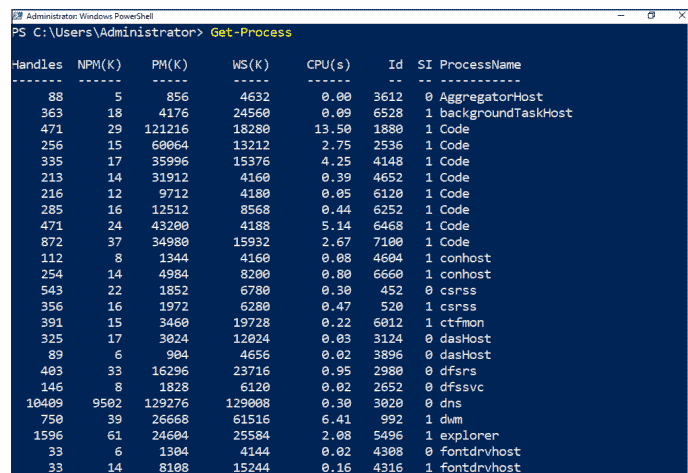 Administrator: Windows PowerShell
PS C:\Users\Administrator> Get-Process
Handles NPM(K) PM(K) WS(K) CPU(s) Id SI ProcessName
------- ------ ----- ----- ------ -- -- -----------
88 5 856 4632 0.00 3612 0 AggregatorHost
363 18 4176 24560 0.09 6528 1 backgroundTaskHost
471 29 121216 18280 13.50 1880 1 Code
256 15 60064 13212 2.75 2536 1 Code
335 17 35996 15376 4.25 4148 1 Code
213 14 31912 4160 0.39 4652 1 Code
216 12 9712 4180 0.05 6120 1 Code
285 16 12512 8568 0.44 6252 1 Code
471 24 43200 4188 5.14 6468 1 Code
872 37 34980 15932 2.67 7100 1 Code
112 8 1344 4160 0.08 4604 1 conhost
254 14 4984 8200 0.80 6660 1 conhost
543 22 1852 6780 0.30 452 0 csrss
356 16 1972 6280 0.47 520 1 csrss
391 15 3460 19728 0.22 6012 1 ctfmon
325 17 3024 12024 0.03 3124 0 dasHost
89 6 904 4656 0.02 3896 0 dasHost
403 33 16296 23716 0.95 2980 0 dfsrs
146 8 1828 6120 0.02 2652 0 dfssvc
10409 9502 129276 129008 0.30 3020 0 dns
750 39 26668 61516 6.41 992 1 dwm
1596 61 24604 25584 2.08 5496 1 explorer
33 6 1304 4144 0.02 4308 0 fontdrvhost
33 14 8108 15244 0.16 4316 1 fontdrvhost